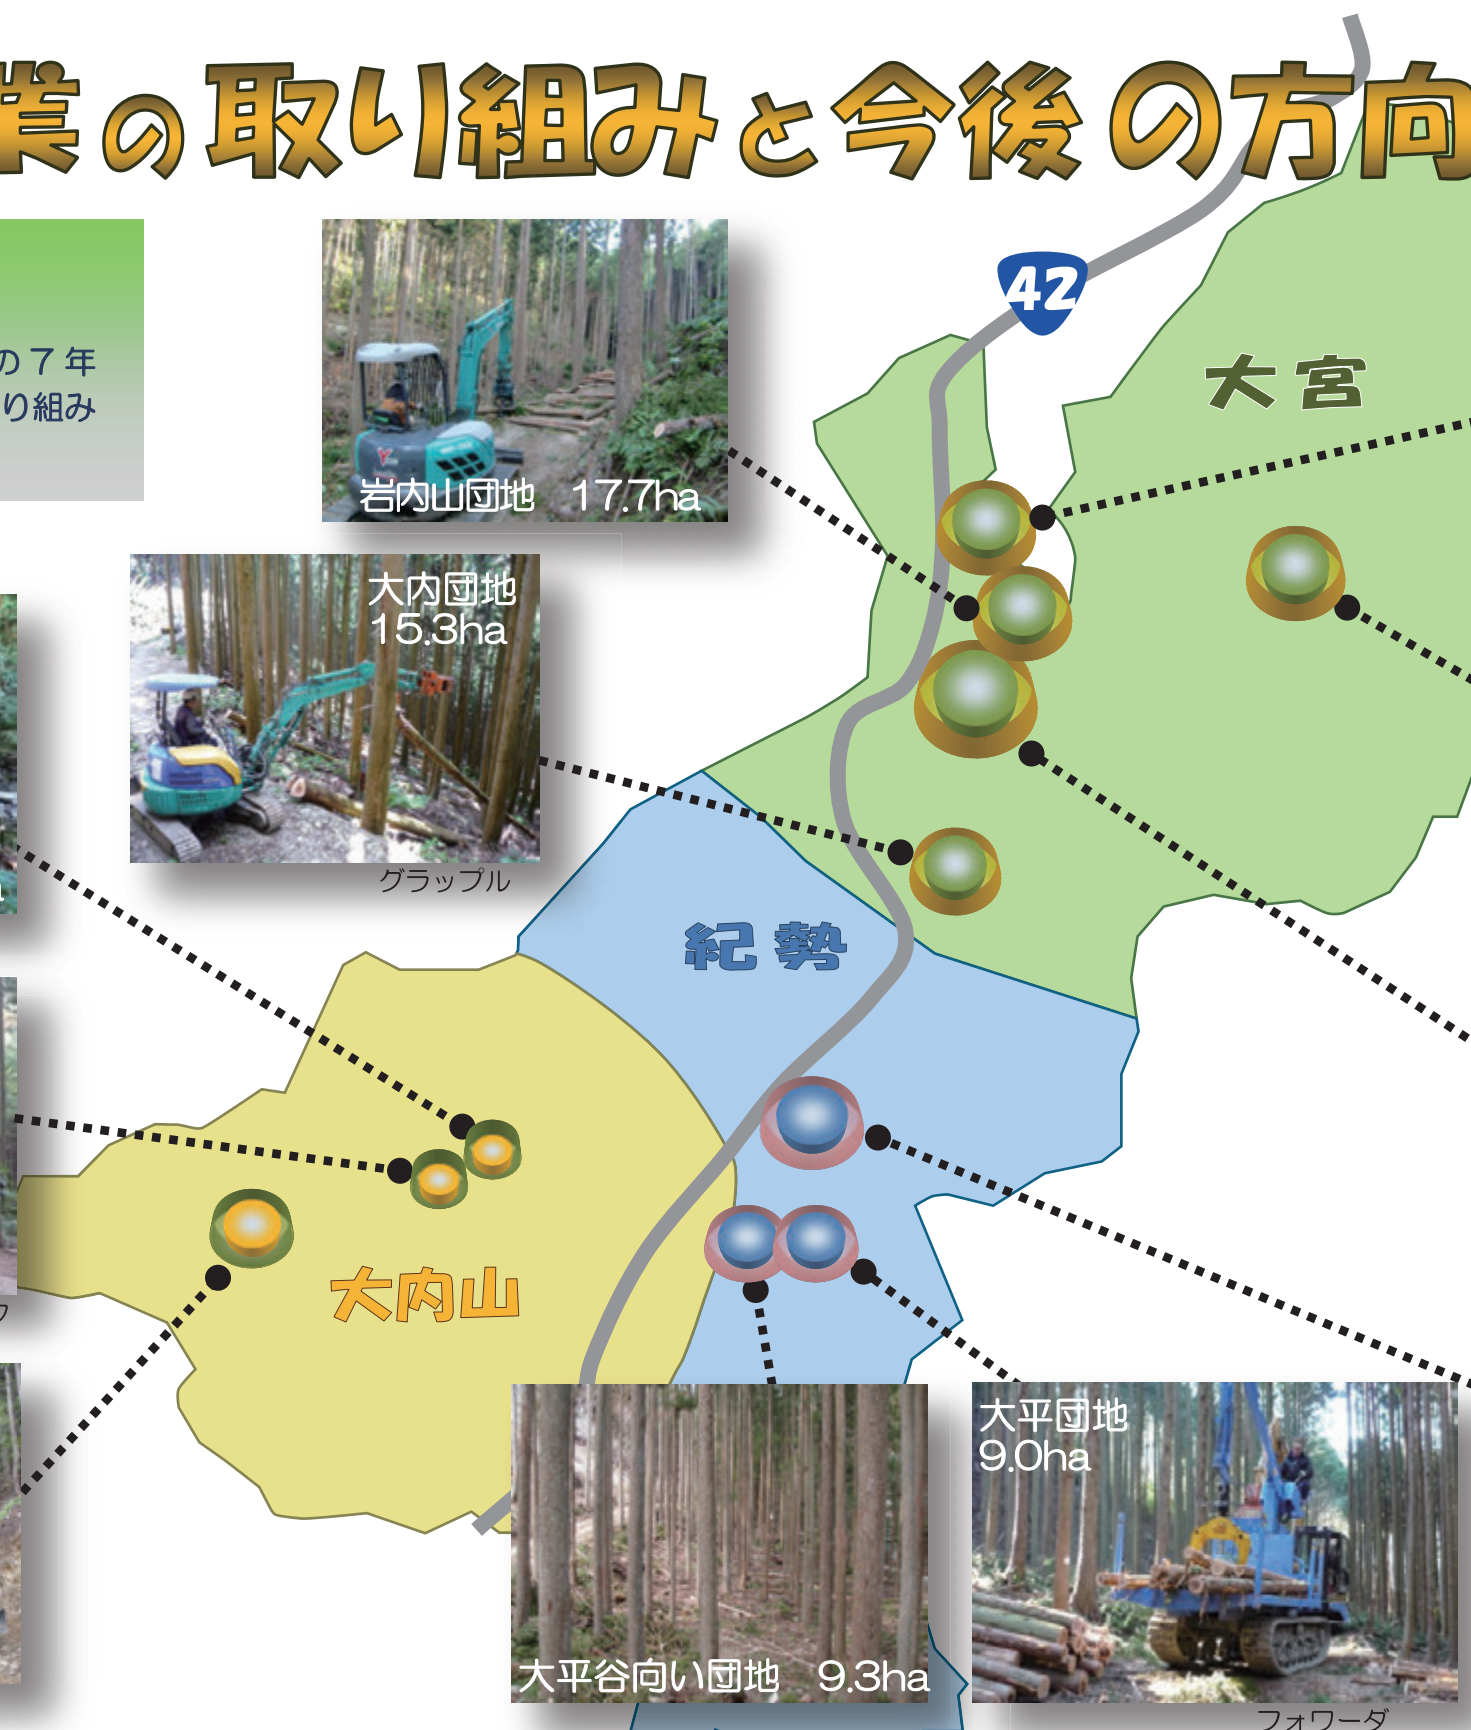 業の取り組みと今後の方向
の７年
り組み
42
大宮
岩内山団地　17.7ha
大内団地
15.3ha
グラップル
紀勢
大内山
大平谷向い団地　9.3ha
大平団地
9.0ha
フォワーダ